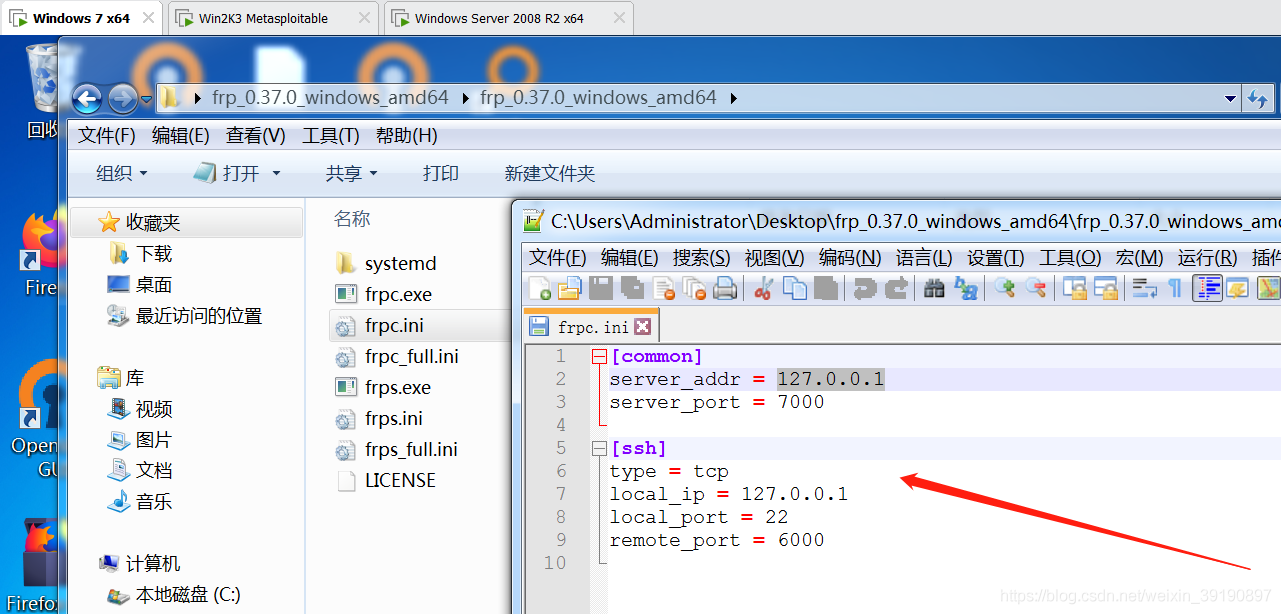 Windows 7 x64
Win2K3 Metasploitable
Windows Server 2008 R2 x64
frp_0.37.0_windows_amd64
frp_0.37.0_windows_amd64
回收
文件(F) 编辑(E) 查看(V) 工具(T) 帮助(H)
组织 打开 共享 打印 新建文件夹
收藏夹
下载
桌面
最近访问的位置
库
视频
图片
文档
音乐
计算机
本地磁盘 (C:)
Fire
Open
GU
Firefox
名称
systemd
frpc.exe
frpc.ini
frpc_full.ini
frps.exe
frps.ini
frps_full.ini
LICENSE
C:\Users\Administrator\Desktop\frp_0.37.0_windows_amd64\frp_0.37.0_windows_amd
文件(F) 编辑(E) 搜索(S) 视图(V) 编码(N) 语言(L) 设置(T) 工具(O) 宏(M) 运行(R) 插件
frpc.ini
1 [common]
2 server_addr = 127.0.0.1
3 server_port = 7000
4
5 [ssh]
6 type = tcp
7 local_ip = 127.0.0.1
8 local_port = 22
9 remote_port = 6000
10
https://blog.csdn.net/weixin_39190897